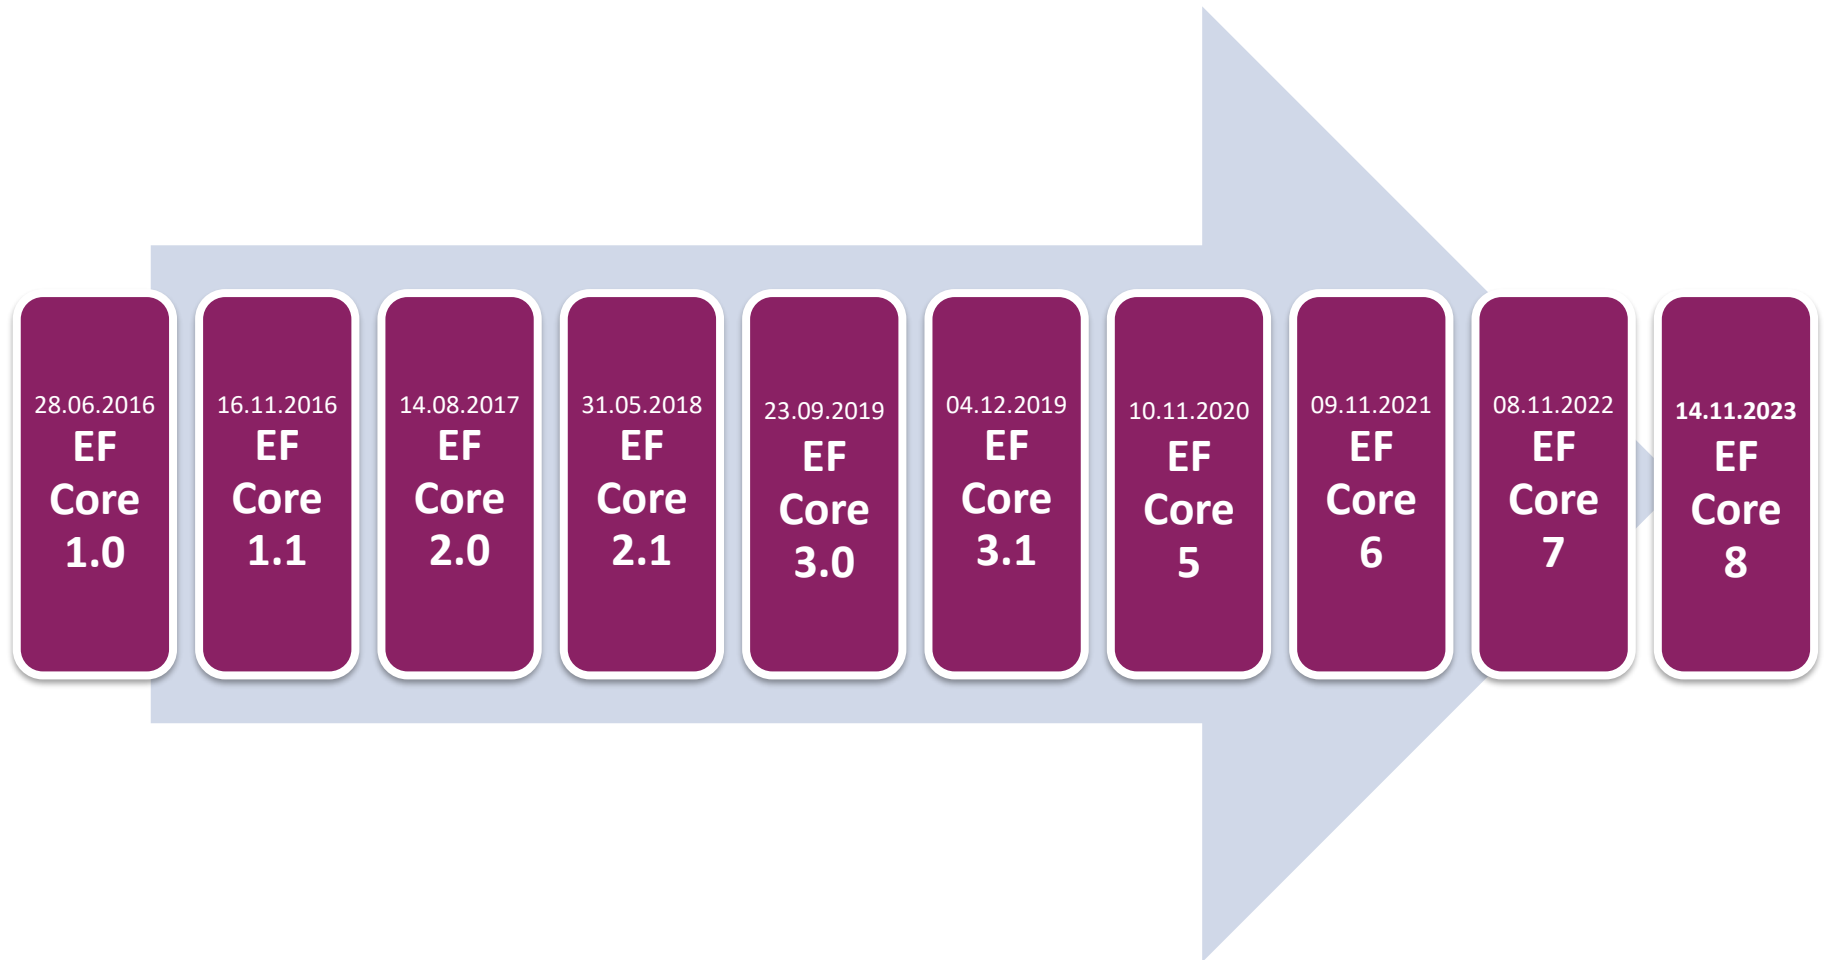 28.06.2016
EF
Core
1.0
16.11.2016
EF
Core
1.1
14.08.2017
EF
Core
2.0
31.05.2018
EF
Core
2.1
23.09.2019
EF
Core
3.0
04.12.2019
EF
Core
3.1
10.11.2020
EF
Core
5
09.11.2021
EF
Core
6
08.11.2022
EF
Core
7
14.11.2023
EF
Core
8